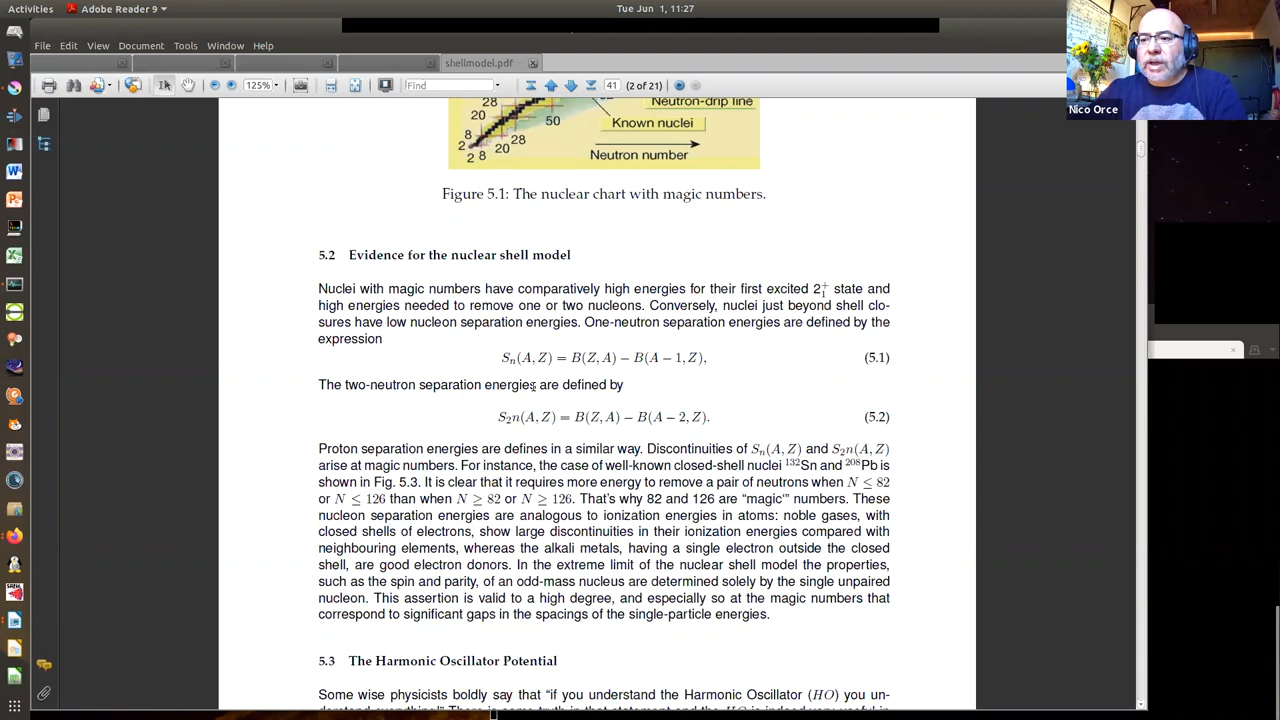 Activities
Adobe Reader 9
Tue Jun 1, 11:27
File Edit View Document Tools Window Help
shellmodel.pdf
125%
Find
41 (2 of 21)
Nico Orce
28
20
8
2
2 8 20 28 50
Neutron-drip line
Known nuclei
Neutron number
Figure 5.1: The nuclear chart with magic numbers.
5.2 Evidence for the nuclear shell model
Nuclei with magic numbers have comparatively high energies for their first excited 2₁⁺ state and
high energies needed to remove one or two nucleons. Conversely, nuclei just beyond shell clo-
sures have low nucleon separation energies. One-neutron separation energies are defined by the
expression
Sₙ(A, Z) = B(Z, A) − B(A − 1, Z), (5.1)
The two-neutron separation energies are defined by
S₂n(A, Z) = B(Z, A) − B(A − 2, Z). (5.2)
Proton separation energies are defines in a similar way. Discontinuities of Sₙ(A, Z) and S₂n(A, Z)
arise at magic numbers. For instance, the case of well-known closed-shell nuclei ¹³²Sn and ²⁰⁸Pb is
shown in Fig. 5.3. It is clear that it requires more energy to remove a pair of neutrons when N ≤ 82
or N ≤ 126 than when N ≥ 82 or N ≥ 126. That's why 82 and 126 are “magic‘” numbers. These
nucleon separation energies are analogous to ionization energies in atoms: noble gases, with
closed shells of electrons, show large discontinuities in their ionization energies compared with
neighbouring elements, whereas the alkali metals, having a single electron outside the closed
shell, are good electron donors. In the extreme limit of the nuclear shell model the properties,
such as the spin and parity, of an odd-mass nucleus are determined solely by the single unpaired
nucleon. This assertion is valid to a high degree, and especially so at the magic numbers that
correspond to significant gaps in the spacings of the single-particle energies.
5.3 The Harmonic Oscillator Potential
Some wise physicists boldly say that “if you understand the Harmonic Oscillator (HO) you un-